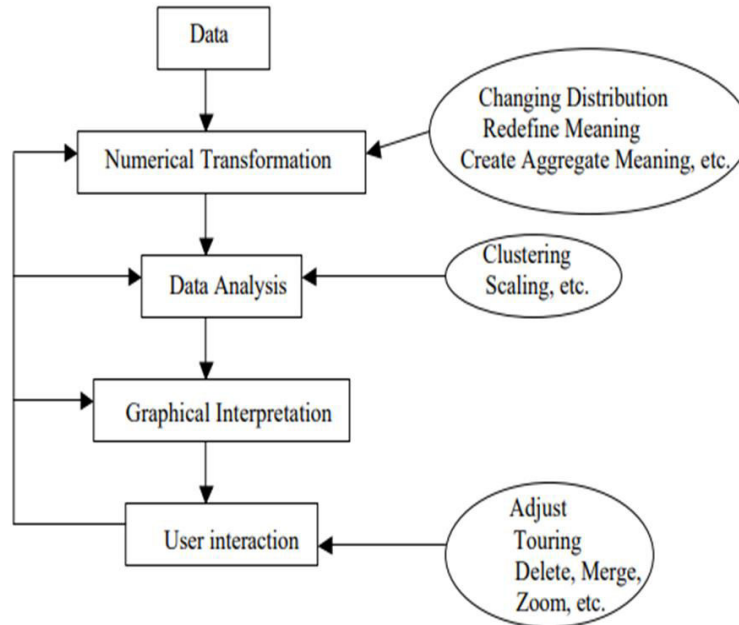 Data
Changing Distribution
Redefine Meaning
Create Aggregate Meaning, etc.
Numerical Transformation
Clustering
Scaling, etc.
Data Analysis
Graphical Interpretation
Adjust
Touring
Delete, Merge,
Zoom, etc.
User interaction